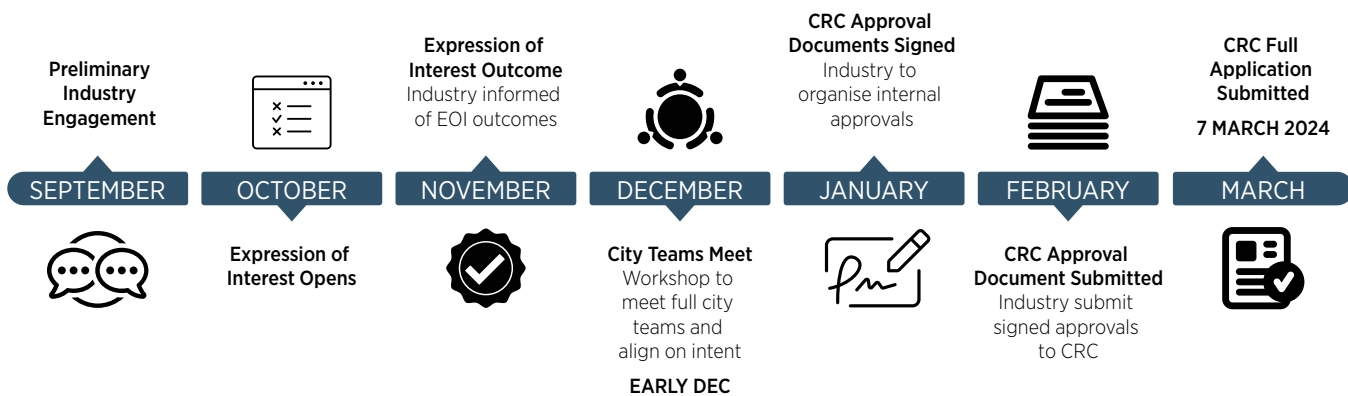 Preliminary
Industry
Engagement
SEPTEMBER
OCTOBER
Expression of
Interest Opens
Expression of
Interest Outcome
Industry informed
of EOI outcomes
NOVEMBER
DECEMBER
City Teams Meet
Workshop to
meet full city
teams and
align on intent
EARLY DEC
CRC Approval
Documents Signed
Industry to
organise internal
approvals
JANUARY
FEBRUARY
CRC Approval
Document Submitted
Industry submit
signed approvals
to CRC
CRC Full
Application
Submitted
7 MARCH 2024
MARCH